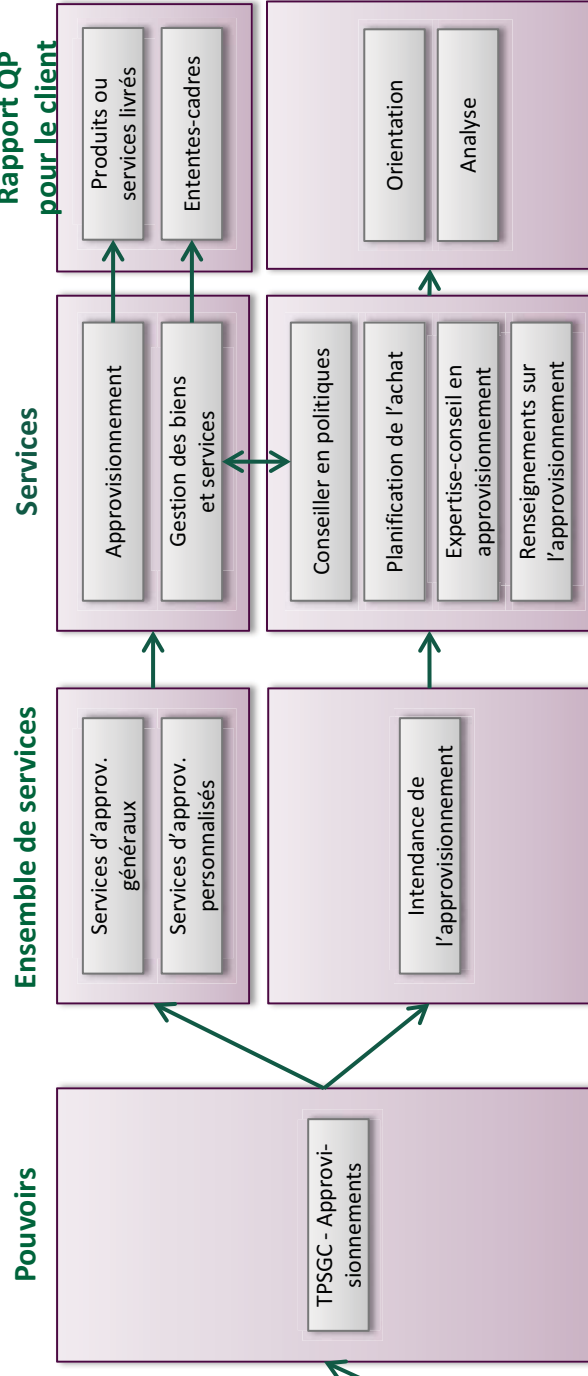 Pouvoirs
TPSGC - Approvi-
sionnements
Ensemble de services
Services d'approv.
généraux
Services d'approv.
personnalisés
Intendance de
l'approvisionnement
Services
Approvisionnement
Gestion des biens
et services
Conseiller en politiques
Planification de l'achat
Expertise-conseil en
approvisionnement
Renseignements sur
l'approvisionnement
Rapport QP
pour le client
Produits ou
services livrés
Ententes-cadres
Orientation
Analyse